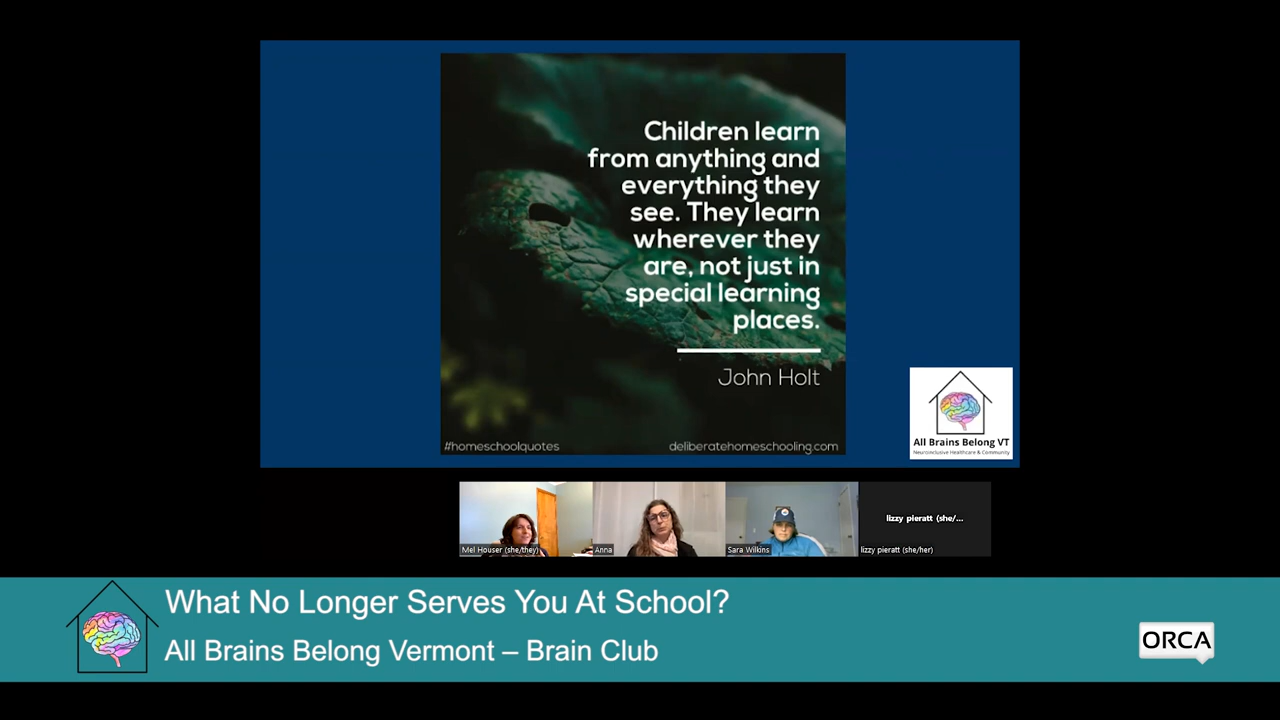 Children learn
from anything and
everything they
see. They learn
wherever they
are, not just in
special learning
places.
John Holt
#homeschoolquotes
deliberatehomeschooling.com
All Brains Belong VT
Neuroinclusive Healthcare & Community
lizzy pieratt (she/...
Mel Houser (she/they)
Anna
Sara Wilkins
lizzy pieratt (she/her)
What No Longer Serves You At School?
All Brains Belong Vermont – Brain Club
ORCA